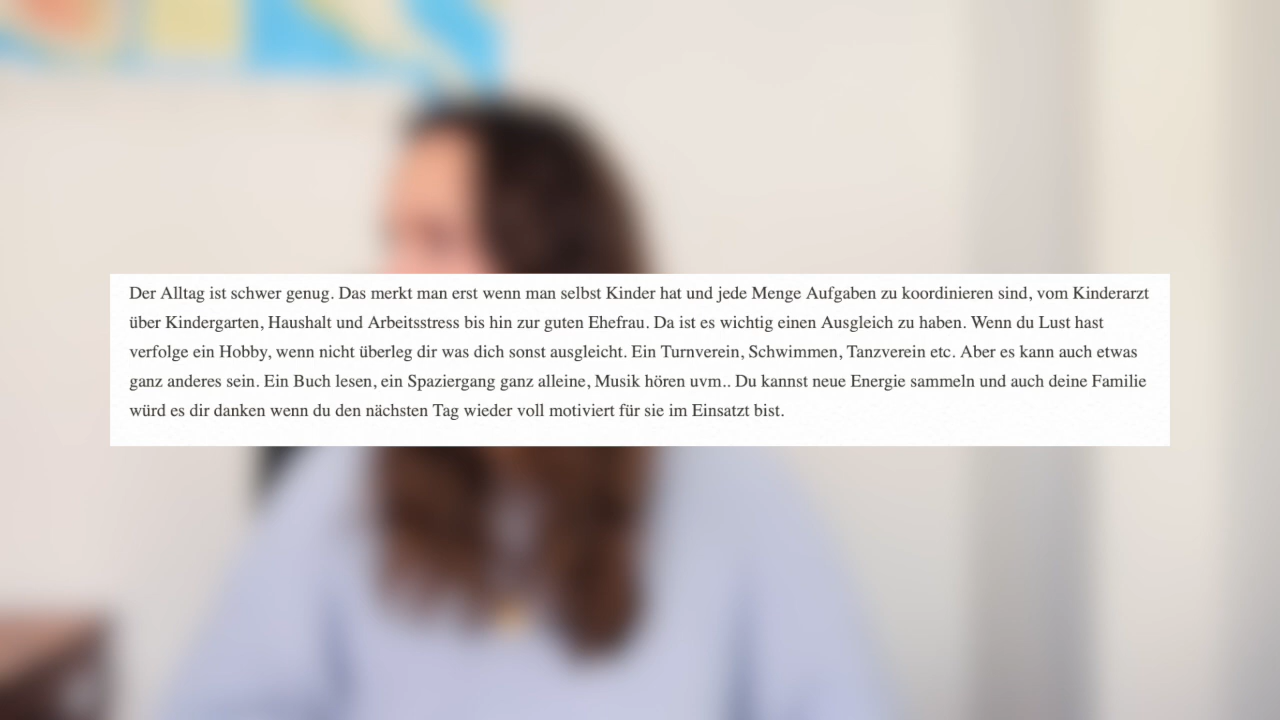 Der Alltag ist schwer genug. Das merkt man erst wenn man selbst Kinder hat und jede Menge Aufgaben zu koordinieren sind, vom Kinderarzt
über Kindergarten, Haushalt und Arbeitsstress bis hin zur guten Ehefrau. Da ist es wichtig einen Ausgleich zu haben. Wenn du Lust hast
verfolge ein Hobby, wenn nicht überleg dir was dich sonst ausgleicht. Ein Turnverein, Schwimmen, Tanzverein etc. Aber es kann auch etwas
ganz anderes sein. Ein Buch lesen, ein Spaziergang ganz alleine, Musik hören uvm.. Du kannst neue Energie sammeln und auch deine Familie
würd es dir danken wenn du den nächsten Tag wieder voll motiviert für sie im Einsatzt bist.